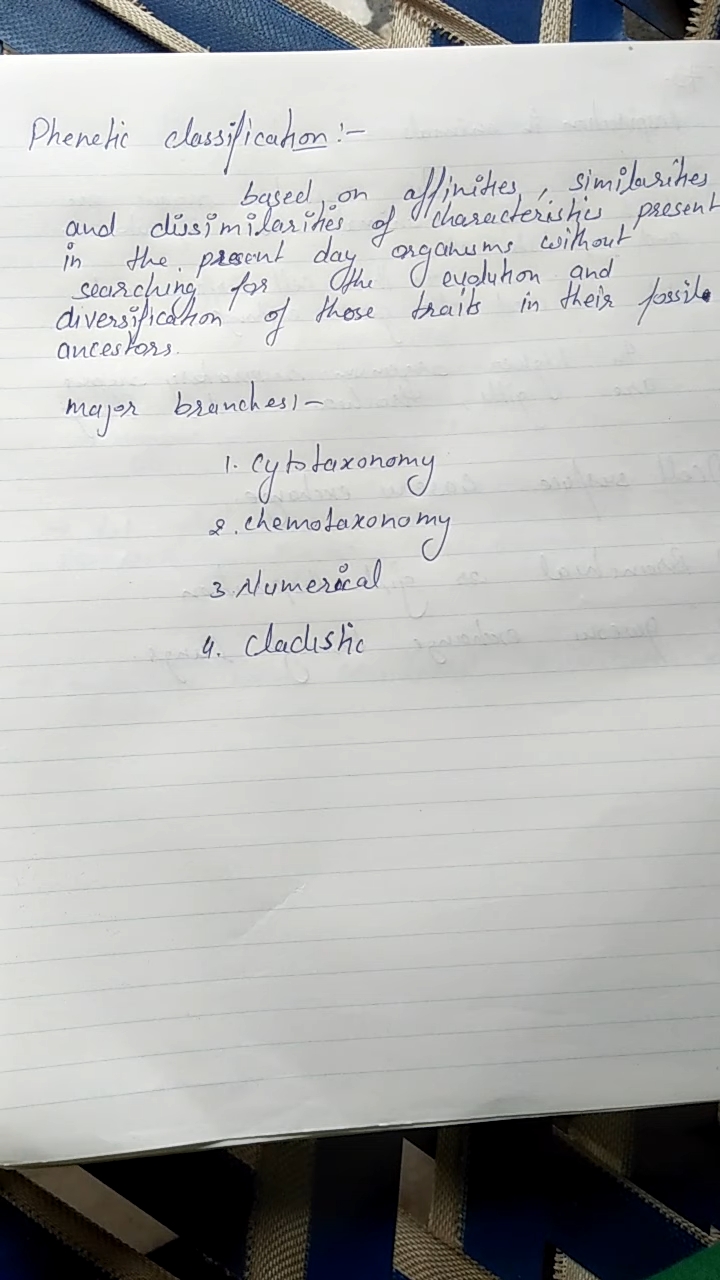 Phenetic classification :-
based on affinities, similarities
and dissimilarities of characteristics present
in the present day organisms without
searching for the evolution and
diversification of those traits in their fossil
ancestors.
major branches :-
1. Cytotaxonomy
2. chemotaxonomy
3. Numerical
4. Cladistic